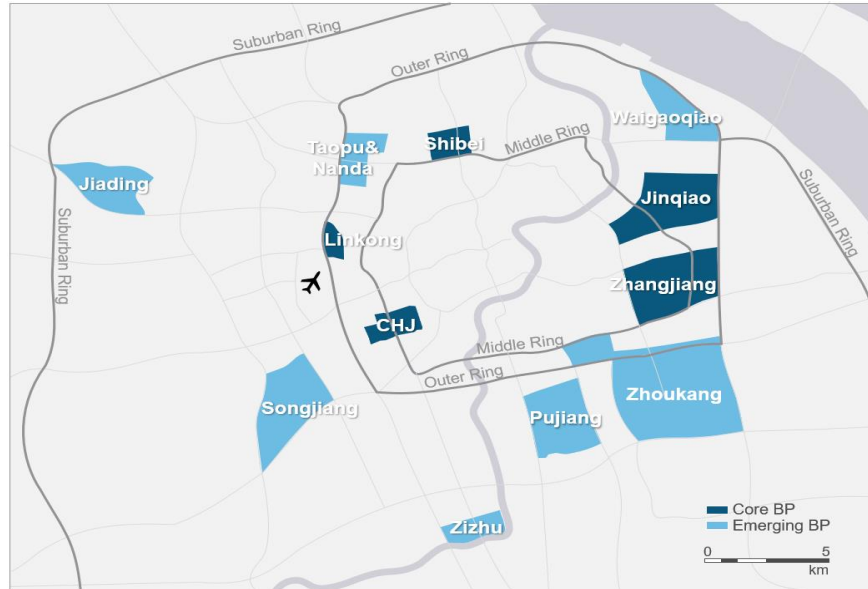 Suburban Ring
Outer Ring
Waigaoqiao
Taopu&
Nanda
Shibei
Middle Ring
Jiading
Jinqiao
Suburban Ring
Suburban Ring
Linkong
Zhangjiang
CHJ
Middle Ring
Outer Ring
Songjiang
Pujiang
Zhoukang
Zizhu
Core BP
Emerging BP
0 5
km